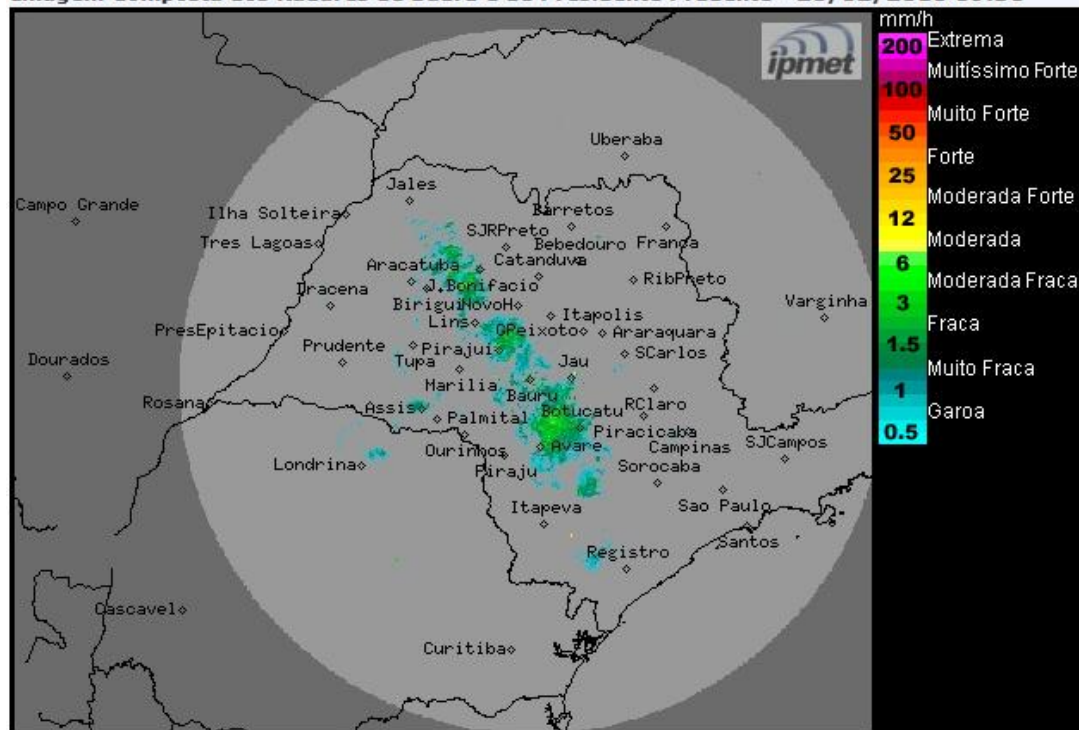 mm/h
ipmet
200 Extrema
Muitíssimo Forte
100
Muito Forte
50
Forte
25
Moderada Forte
12
Moderada
6
Moderada Fraca
3
Fraca
1.5
Muito Fraca
1
Garoa
0.5
Uberaba
Jales
Campo Grande
Ilha Solteira
Barretos
Tres Lagoas
SJRPreto
Bebedouro
Franca
Aracatuba
Catanduva
J.Bonifacio
RibPreto
Dracena
Birigui
NovoH
Varginha
Lins
Itapolis
PresEpitacio
GPeixoto
Araraquara
Prudente
Pirajui
SCarlos
Dourados
Tupa
Jau
Marilia
Bauru
Rosana
Assis
Palmital
Botucatu
RClaro
Piracicaba
Ourinhos
Avare
Campinas
SJCampos
Londrina
Piraju
Sorocaba
Itapeva
Sao Paulo
Santos
Registro
Cascavel
Curitiba